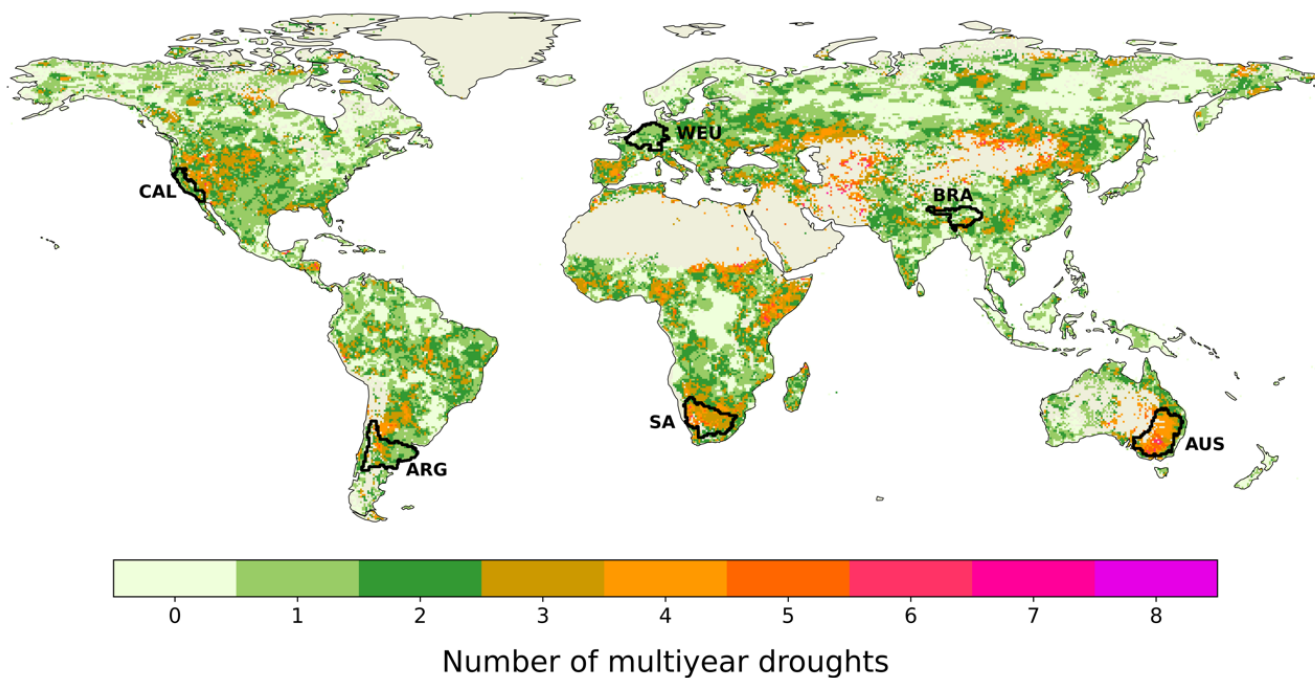 WEU
CAL
BRA
SA
AUS
ARG
0 1 2 3 4 5 6 7 8
Number of multiyear droughts